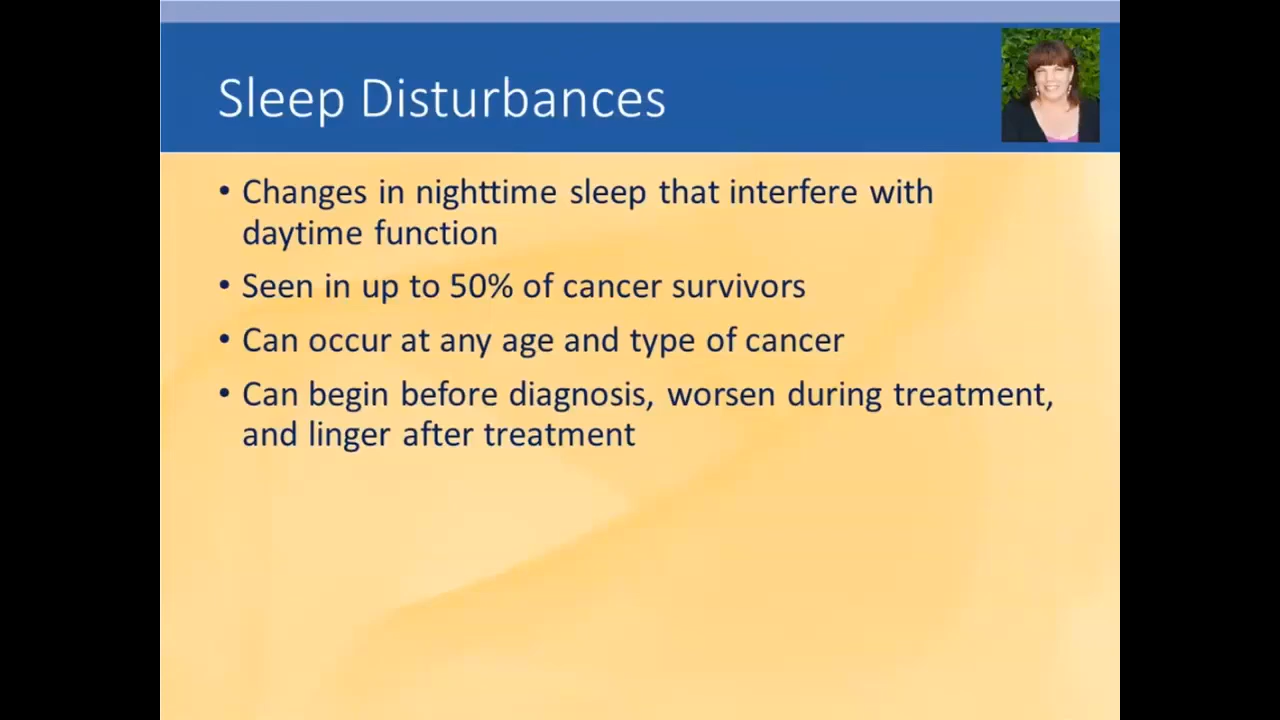 Sleep Disturbances
• Changes in nighttime sleep that interfere with
daytime function
• Seen in up to 50% of cancer survivors
• Can occur at any age and type of cancer
• Can begin before diagnosis, worsen during treatment,
and linger after treatment